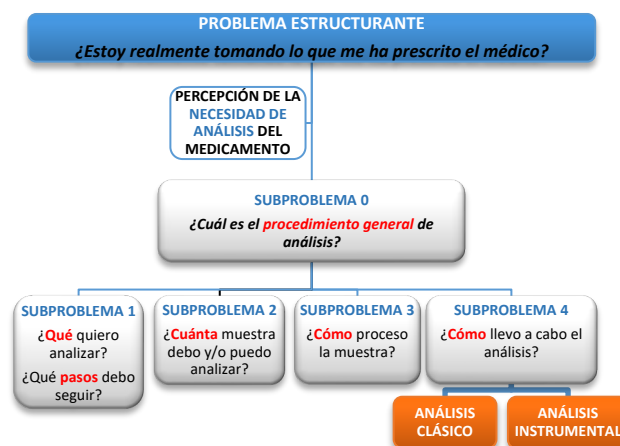 PROBLEMA ESTRUCTURANTE
¿Estoy realmente tomando lo que me ha prescrito el médico?
PERCEPCIÓN DE LA
NECESIDAD DE
ANÁLISIS DEL
MEDICAMENTO
SUBPROBLEMA 0
¿Cuál es el procedimiento general de
análisis?
SUBPROBLEMA 1
¿Qué quiero
analizar?
¿Qué pasos debo
seguir?
SUBPROBLEMA 2
¿Cuánta muestra
debo y/o puedo
analizar?
SUBPROBLEMA 3
¿Cómo proceso
la muestra?
SUBPROBLEMA 4
¿Cómo llevo a cabo el
análisis?
ANÁLISIS
CLÁSICO
ANÁLISIS
INSTRUMENTAL